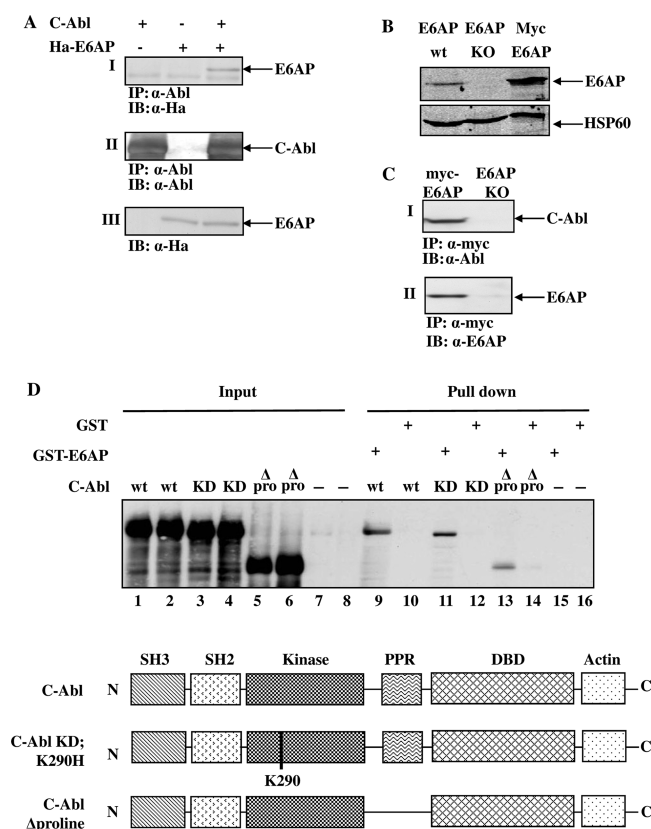 A
C-Abl + - +
Ha-E6AP - + +
I
E6AP
IP: α-Abl
IB: α-Ha
II
C-Abl
IP: α-Abl
IB: α-Abl
III
E6AP
IB: α-Ha
B
E6AP E6AP Myc
wt KO E6AP
E6AP
HSP60
C
myc- E6AP
E6AP KO
I
C-Abl
IP: α-myc
IB:α-Abl
II
E6AP
IP: α-myc
IB: α-E6AP
D
Input Pull down
GST + + + +
GST-E6AP + + + +
Δ Δ Δ Δ
C-Abl wt wt KD KD pro pro – – wt wt KD KD pro pro – –
1 2 3 4 5 6 7 8 9 10 11 12 13 14 15 16
SH3 SH2 Kinase PPR DBD Actin
C-Abl N C
C-Abl KD;
K290H N C
K290
C-Abl
Δproline N C